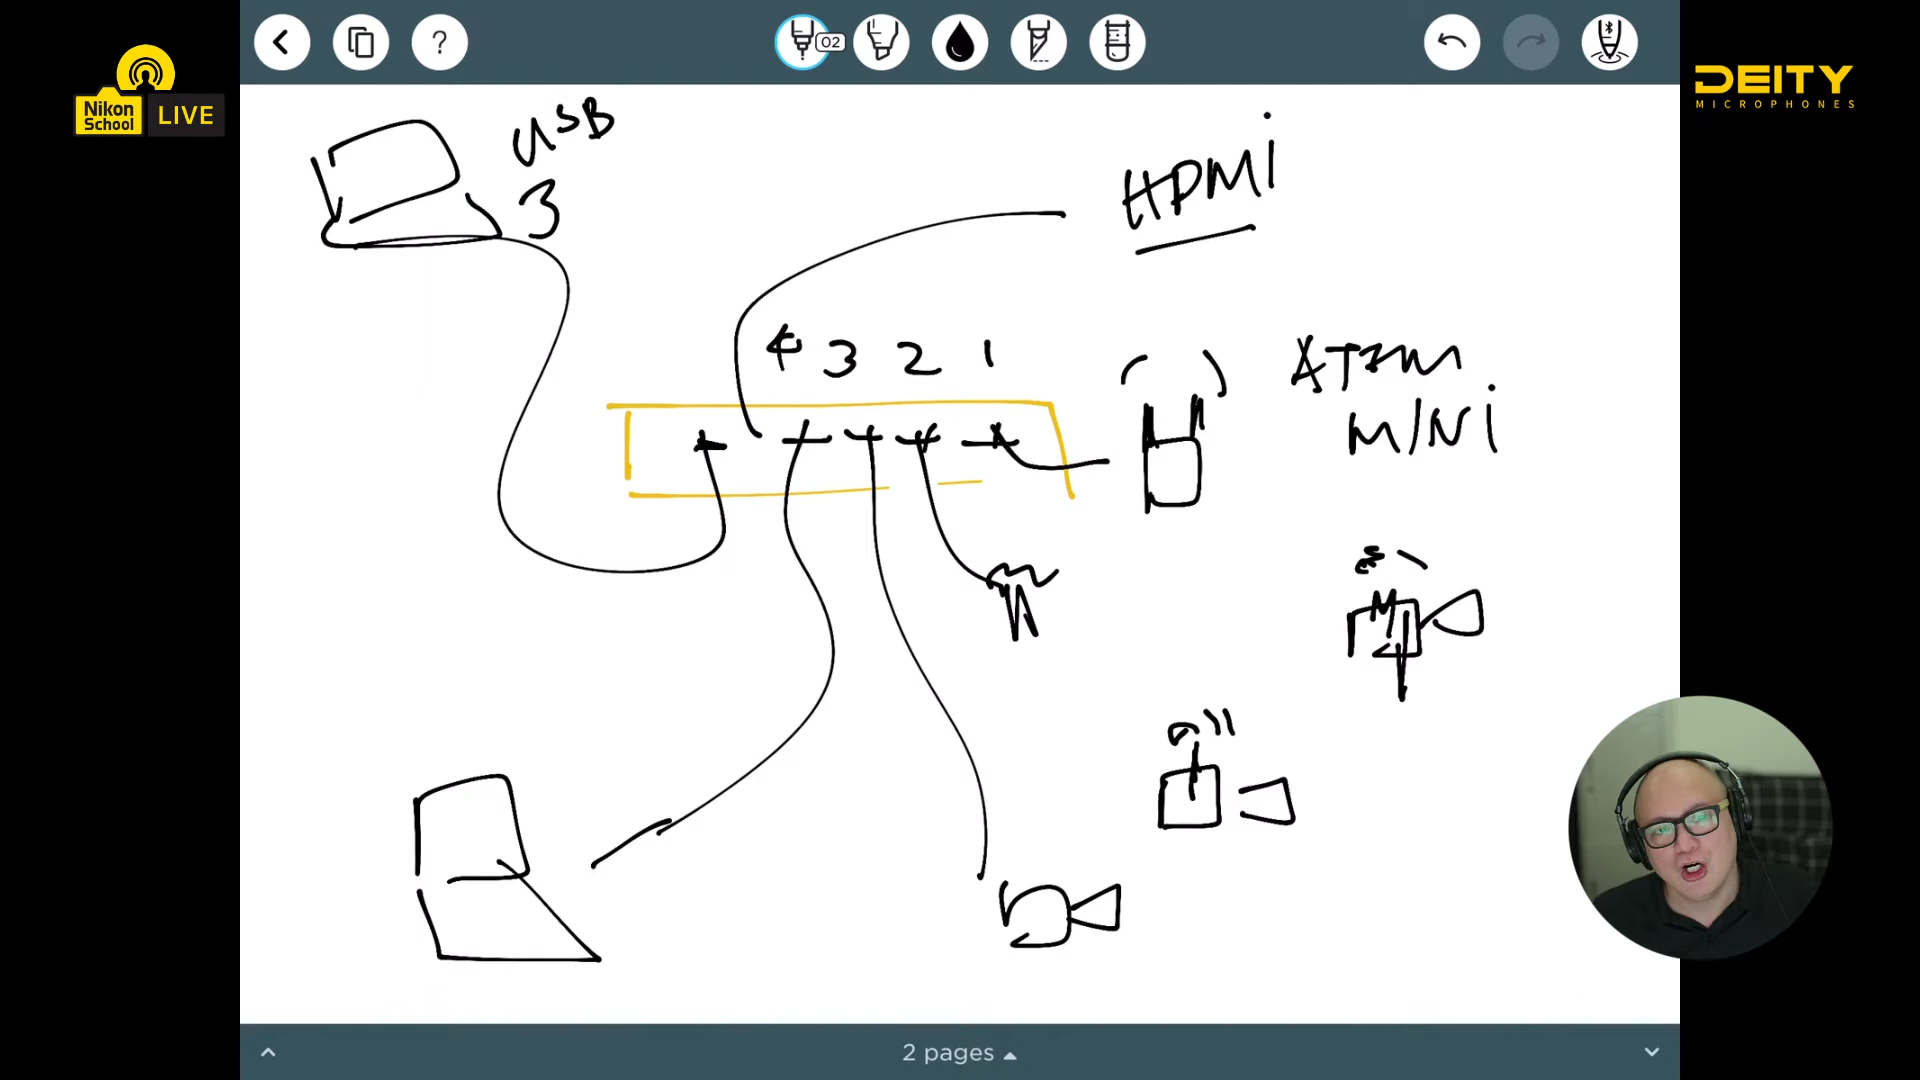 ?
02
Nikon
School
LIVE
DEITY
MICROPHONES
USB
3
HDMi
4 3 2 1
ATEM
MiNi
2 pages